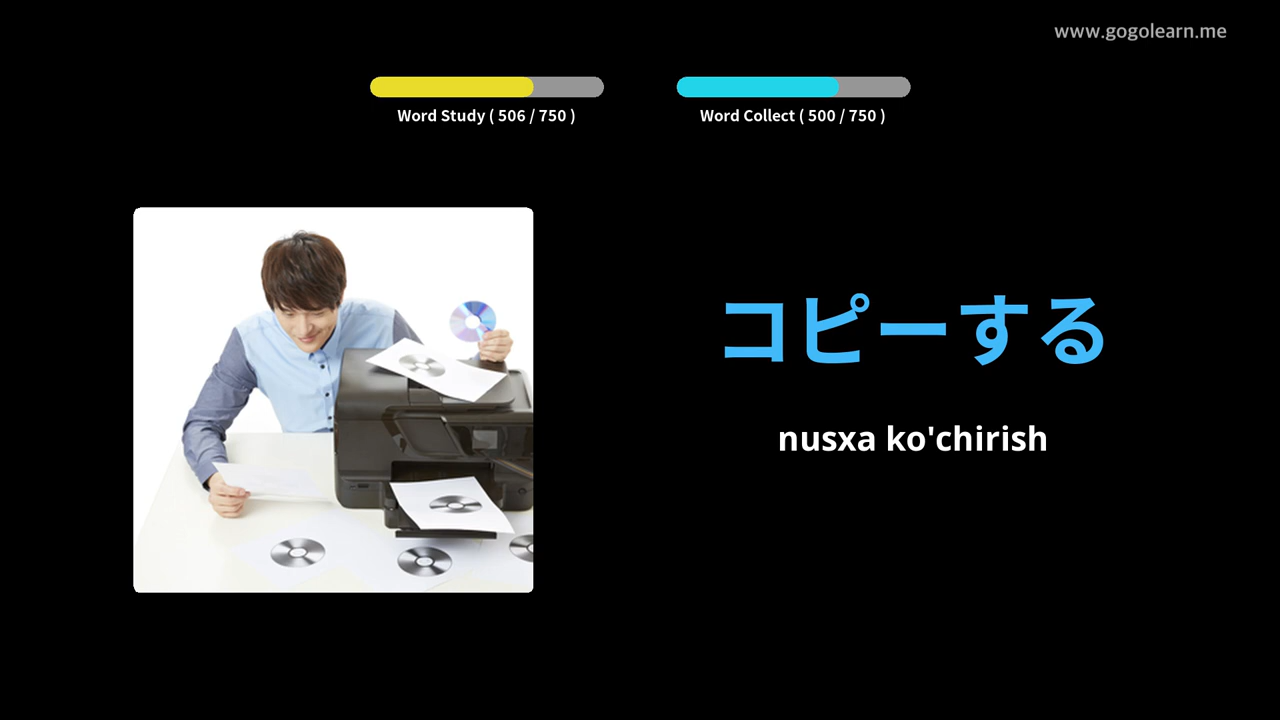 www.gogolearn.me
Word Study ( 506 / 750 )
Word Collect ( 500 / 750 )
コピーする
nusxa ko'chirish